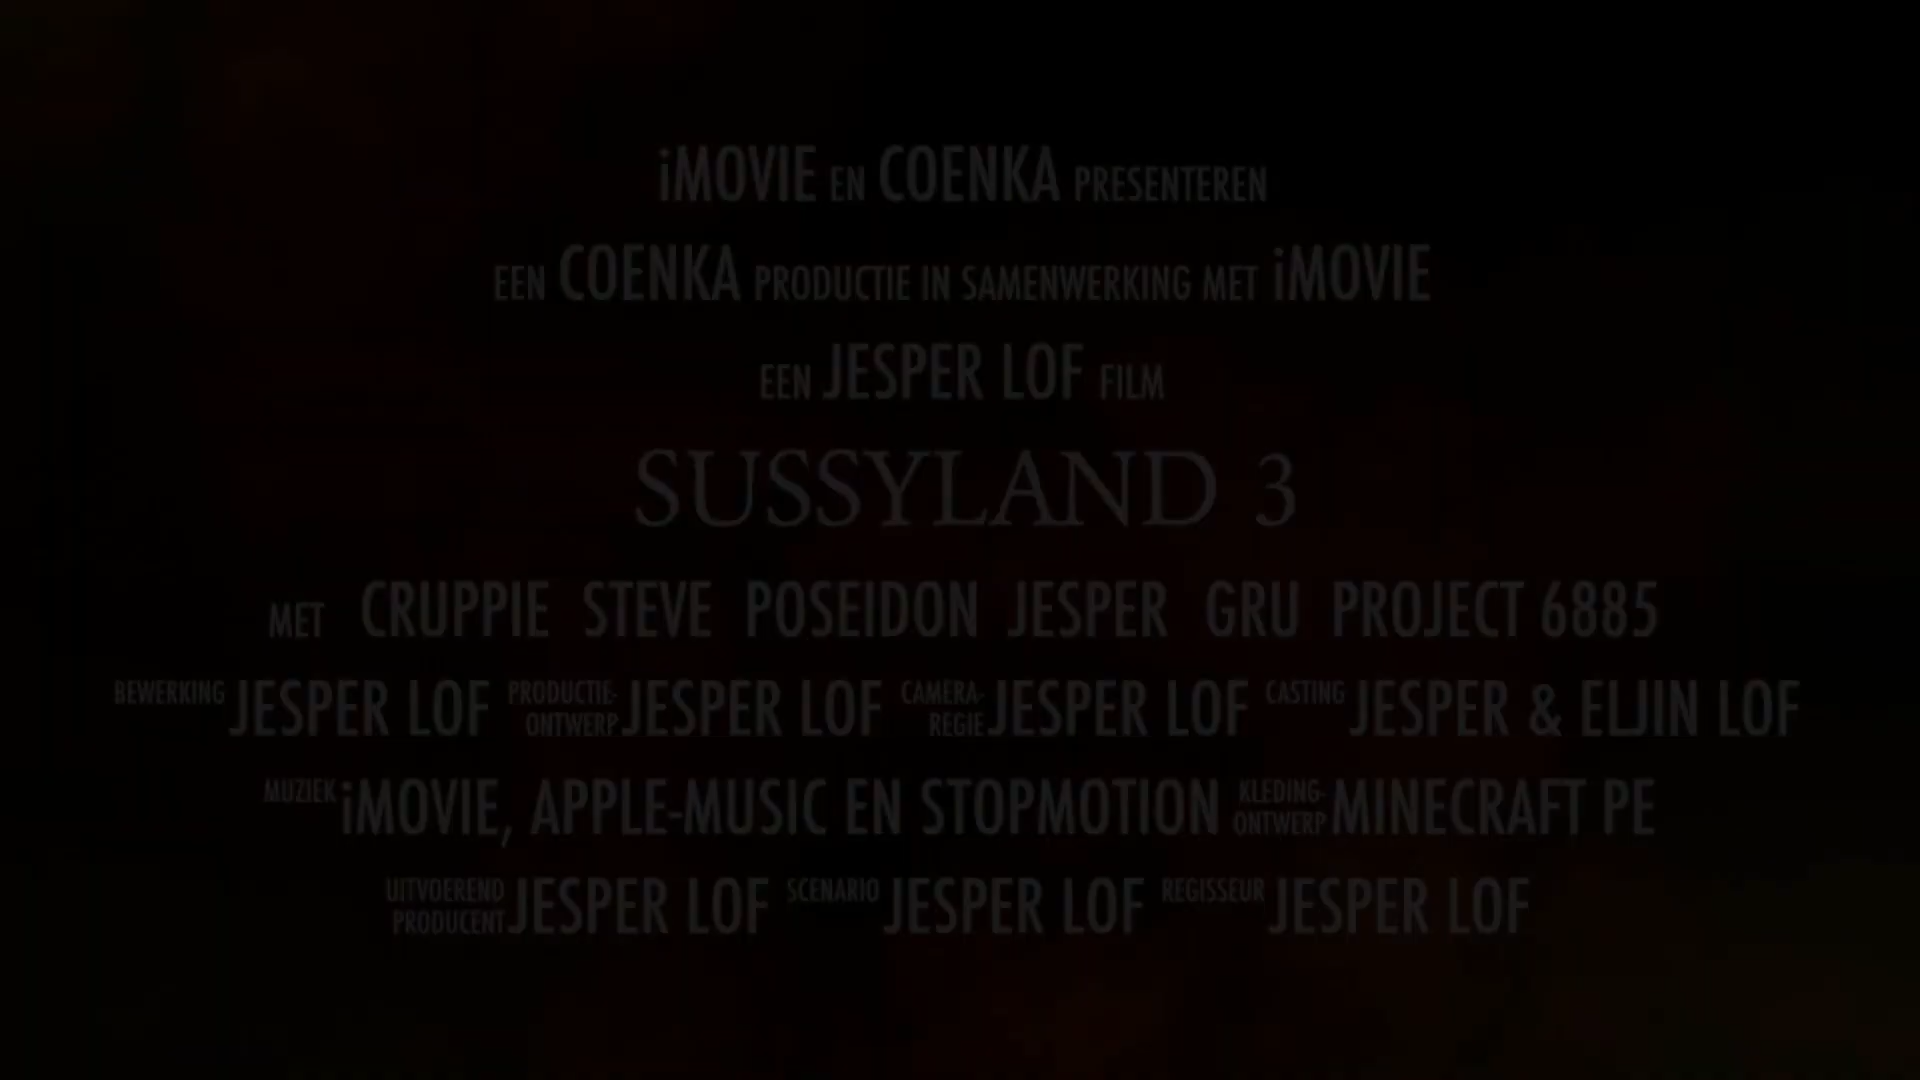 iMOVIE EN COENKA PRESENTEREN
EEN COENKA PRODUCTIE IN SAMENWERKING MET iMOVIE
EEN JESPER LOF FILM
SUSSYLAND 3
MET CRUPPIE STEVE POSEIDON JESPER GRU PROJECT 6885
BEWERKING JESPER LOF PRODUCTIE-ONTWERP JESPER LOF CAMERA-REGIE JESPER LOF CASTING JESPER & ELJIN LOF
MUZIEK iMOVIE, APPLE-MUSIC EN STOPMOTION KLEDING-ONTWERP MINECRAFT PE
UITVOEREND PRODUCENT JESPER LOF SCENARIO JESPER LOF REGISSEUR JESPER LOF